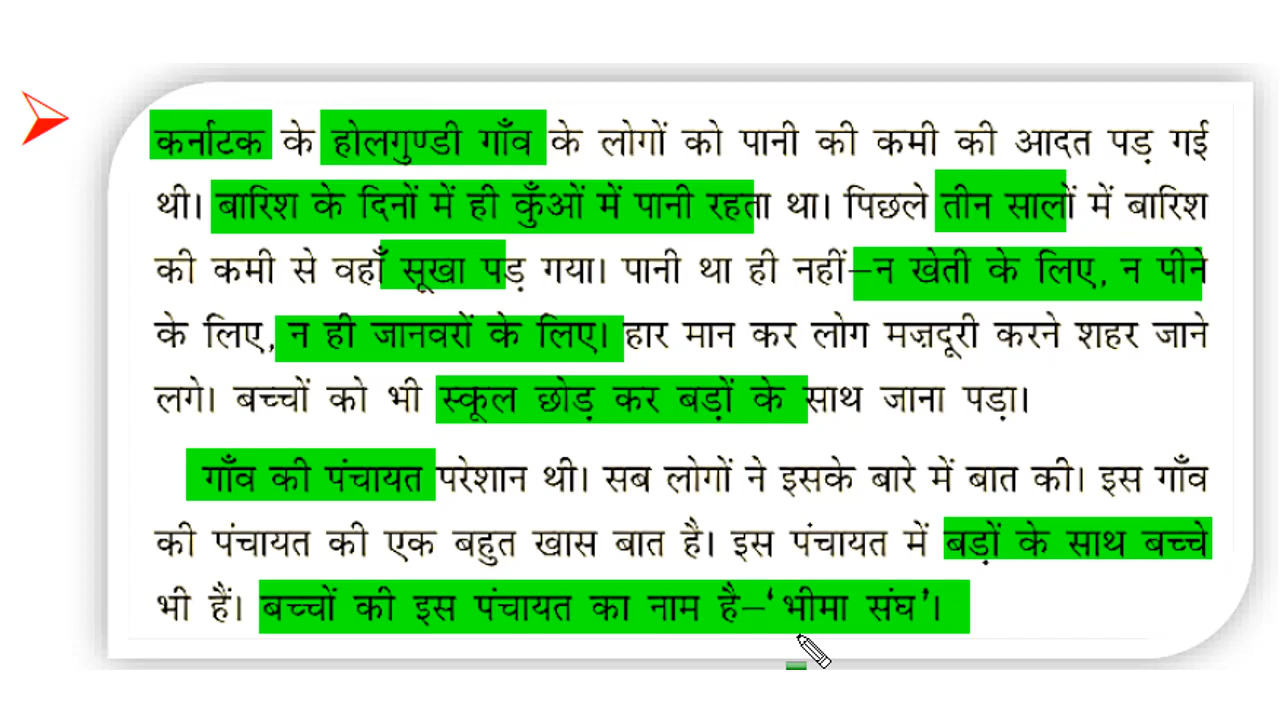 कर्नाटक के होलगुण्डी गाँव के लोगों को पानी की कमी की आदत पड़ गई
थी। बारिश के दिनों में ही कुँओं में पानी रहता था। पिछले तीन सालों में बारिश
की कमी से वहाँ सूखा पड़ गया। पानी था ही नहीं–न खेती के लिए, न पीने
के लिए, न ही जानवरों के लिए। हार मान कर लोग मज़दूरी करने शहर जाने
लगे। बच्चों को भी स्कूल छोड़ कर बड़ों के साथ जाना पड़ा।
गाँव की पंचायत परेशान थी। सब लोगों ने इसके बारे में बात की। इस गाँव
की पंचायत की एक बहुत खास बात है। इस पंचायत में बड़ों के साथ बच्चे
भी हैं। बच्चों की इस पंचायत का नाम है–‘भीमा संघ’।